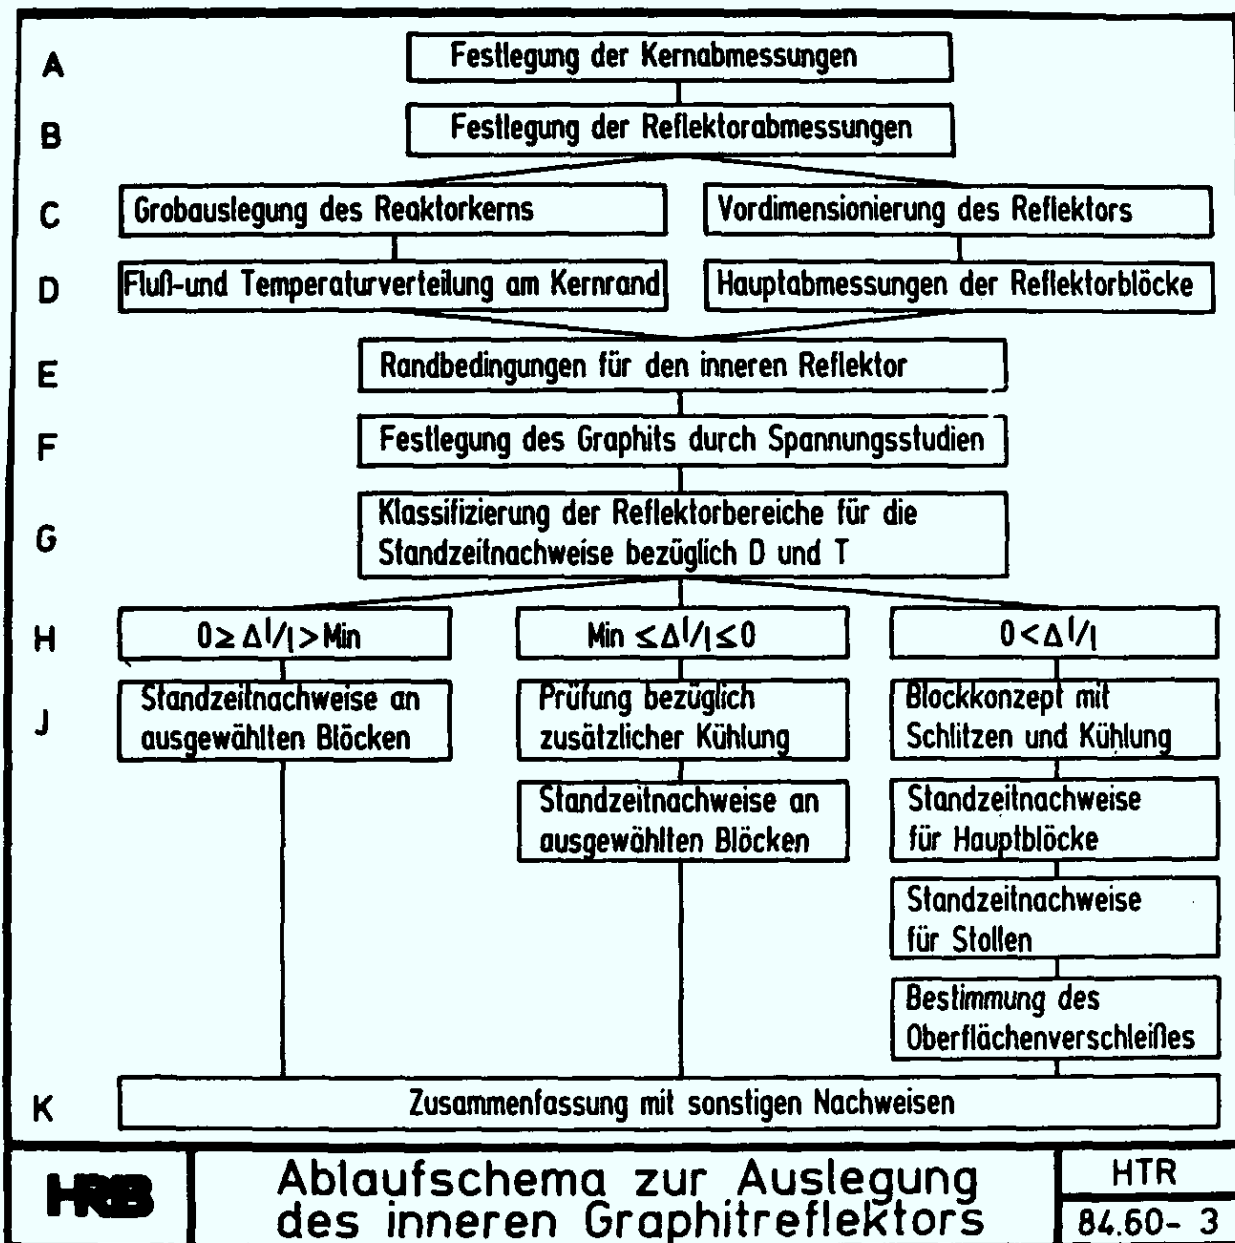 A
Festlegung der Kernabmessungen
B
Festlegung der Reflektorabmessungen
C
Grobauslegung des Reaktorkerns
Vordimensionierung des Reflektors
D
Fluß-und Temperaturverteilung am Kernrand
Hauptabmessungen der Reflektorblöcke
E
Randbedingungen für den inneren Reflektor
F
Festlegung des Graphits durch Spannungsstudien
G
Klassifizierung der Reflektorbereiche für die
Standzeitnachweise bezüglich D und T
H
0 ≥ Δl/l > Min
Min ≤ Δl/l ≤ 0
0 < Δl/l
J
Standzeitnachweise an
ausgewählten Blöcken
Prüfung bezüglich
zusätzlicher Kühlung
Standzeitnachweise an
ausgewählten Blöcken
Blockkonzept mit
Schlitzen und Kühlung
Standzeitnachweise
für Hauptblöcke
Standzeitnachweise
für Stollen
Bestimmung des
Oberflächenverschleißes
K
Zusammenfassung mit sonstigen Nachweisen
HRB
Ablaufschema zur Auslegung
des inneren Graphitreflektors
HTR
84.60- 3